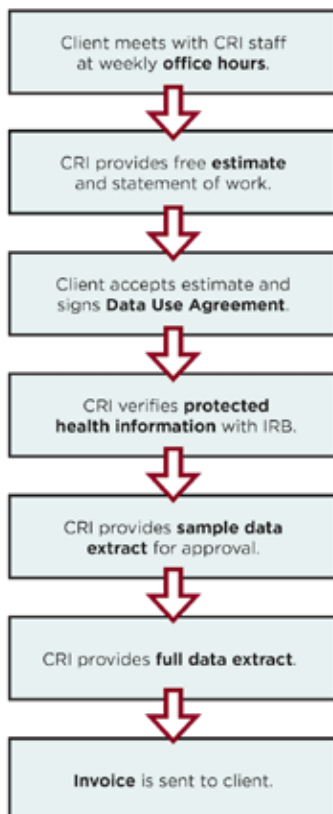 Client meets with CRI staff
at weekly office hours.
CRI provides free estimate
and statement of work.
Client accepts estimate and
signs Data Use Agreement.
CRI verifies protected
health information with IRB.
CRI provides sample data
extract for approval.
CRI provides full data extract.
Invoice is sent to client.